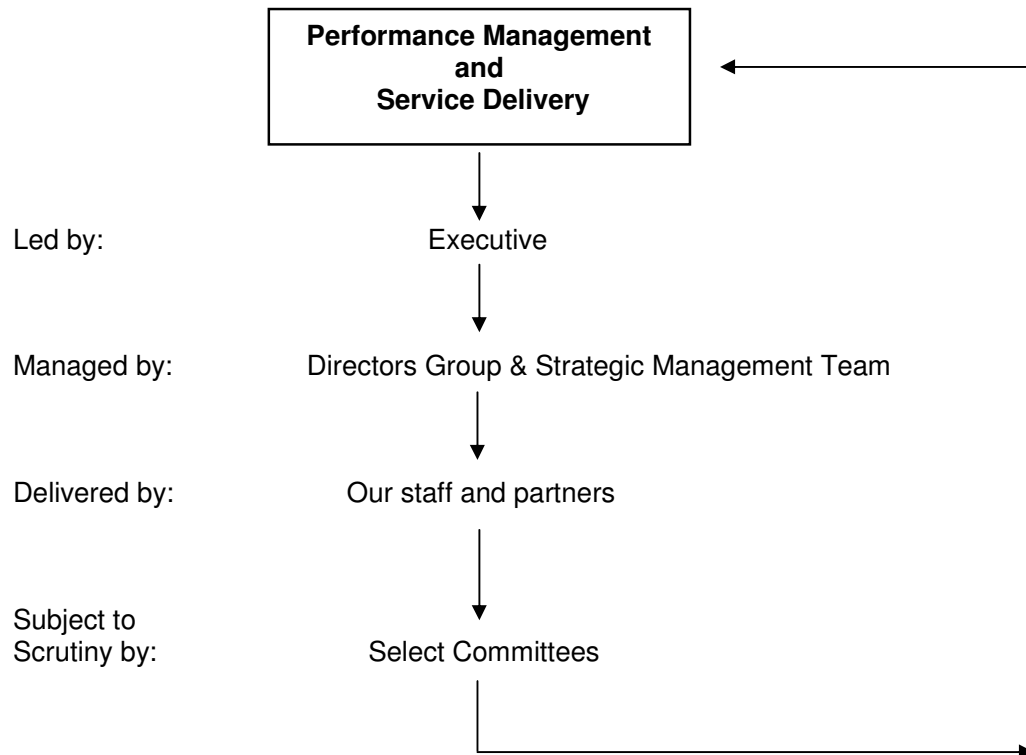 Performance Management
and
Service Delivery
Led by: Executive
Managed by: Directors Group & Strategic Management Team
Delivered by: Our staff and partners
Subject to
Scrutiny by: Select Committees